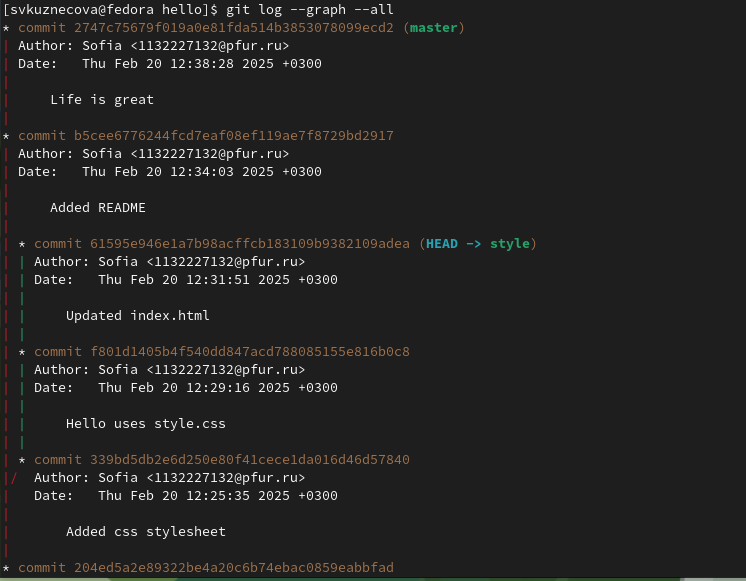 [svkuznecova@fedora hello]$ git log --graph --all
* commit 2747c75679f019a0e81fda514b3853078099ecd2 (master)
| Author: Sofia <1132227132@pfur.ru>
| Date:   Thu Feb 20 12:38:28 2025 +0300
|
|     Life is great
|
* commit b5cee6776244fcd7eaf08ef119ae7f8729bd2917
| Author: Sofia <1132227132@pfur.ru>
| Date:   Thu Feb 20 12:34:03 2025 +0300
|
|     Added README
|
| * commit 61595e946e1a7b98acffcb183109b9382109adea (HEAD -> style)
| | Author: Sofia <1132227132@pfur.ru>
| | Date:   Thu Feb 20 12:31:51 2025 +0300
| |
| |     Updated index.html
| |
| * commit f801d1405b4f540dd847acd788085155e816b0c8
| | Author: Sofia <1132227132@pfur.ru>
| | Date:   Thu Feb 20 12:29:16 2025 +0300
| |
| |     Hello uses style.css
| |
| * commit 339bd5db2e6d250e80f41cece1da016d46d57840
|/  Author: Sofia <1132227132@pfur.ru>
|   Date:   Thu Feb 20 12:25:35 2025 +0300
|
|       Added css stylesheet
|
* commit 204ed5a2e89322be4a20c6b74ebac0859eabbfad